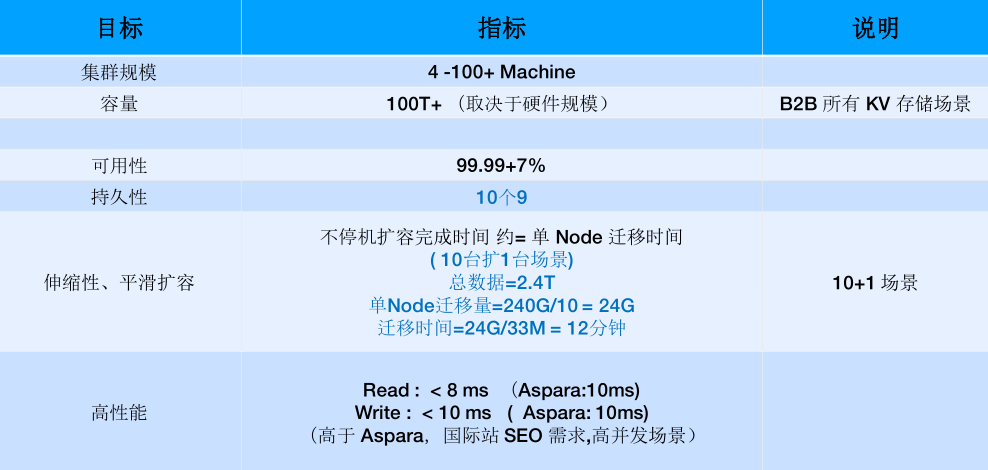 目标 指标 说明
集群规模 4 -100+ Machine
容量 100T+ （取决于硬件规模） B2B 所有 KV 存储场景
可用性 99.99+7%
持久性 10个9
不停机扩容完成时间 约= 单 Node 迁移时间
( 10台扩1台场景)
总数据=2.4T
伸缩性、平滑扩容 10+1 场景
单Node迁移量=240G/10 = 24G
迁移时间=24G/33M = 12分钟
Read : < 8 ms （Aspara:10ms)
高性能 Write : < 10 ms ( Aspara: 10ms)
（高于 Aspara，国际站 SEO 需求,高并发场景）